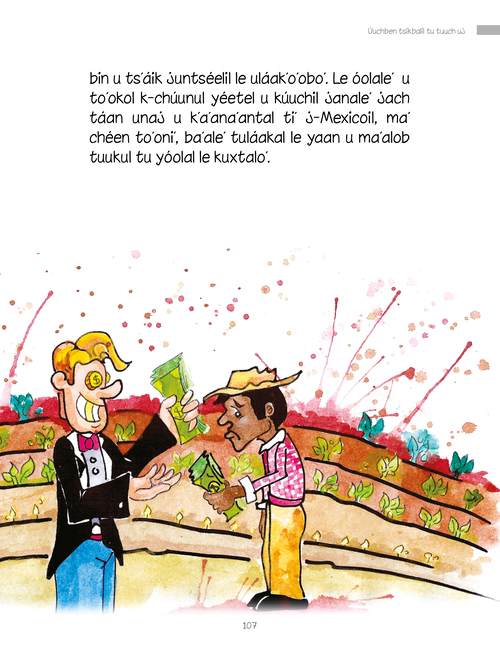 Úuchben tsikbalil tu tuuch uj
bin u ts'áik juntséelil le uláak'o'obo'. Le óolale' u
to'okol k-chúunul yéetel u kúuchil janale' jach
táan unaj u k'a'ana'antal ti' j-Mexicoil, ma'
chéen to'oni', ba'ale' tuláakal le yaan u ma'alob
tuukul tu yóolal le kuxtalo'.
107